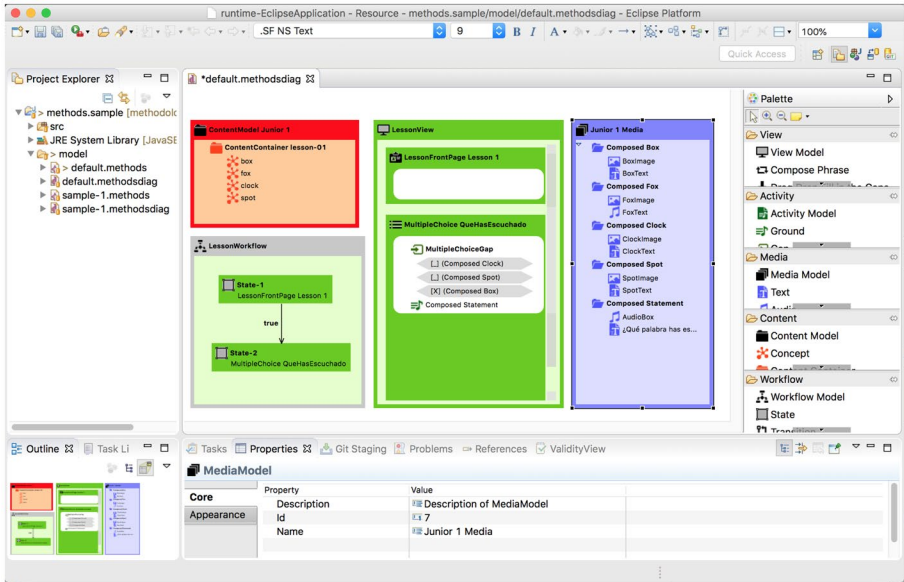 runtime-EclipseApplication - Resource - methods.sample/model/default.methodsdiag - Eclipse Platform
.SF NS Text
9
B I A
100%
Quick Access
Project Explorer
> methods.sample [methodolo
src
JRE System Library [JavaSE
> model
> default.methods
default.methodsdiag
sample-1.methods
sample-1.methodsdiag
*default.methodsdiag
ContentModel Junior 1
ContentContainer lesson-01
box
fox
clock
spot
LessonWorkflow
State-1
LessonFrontPage Lesson 1
true
State-2
MultipleChoice QueHasEscuchado
LessonView
LessonFrontPage Lesson 1
MultipleChoice QueHasEscuchado
MultipleChoiceGap
[_] (Composed Clock)
[_] (Composed Spot)
[X] (Composed Box)
Composed Statement
Junior 1 Media
Composed Box
BoxImage
BoxText
Composed Fox
FoxImage
FoxText
Composed Clock
ClockImage
ClockText
Composed Spot
SpotImage
SpotText
Composed Statement
AudioBox
¿Qué palabra has es...
Palette
View
View Model
Compose Phrase
Activity
Activity Model
Ground
Media
Media Model
Text
Content
Content Model
Concept
Workflow
Workflow Model
State
Outline
Task Li
Tasks
Properties
Git Staging
Problems
References
ValidityView
MediaModel
Core
Appearance
Property Value
Description Description of MediaModel
Id 7
Name Junior 1 Media